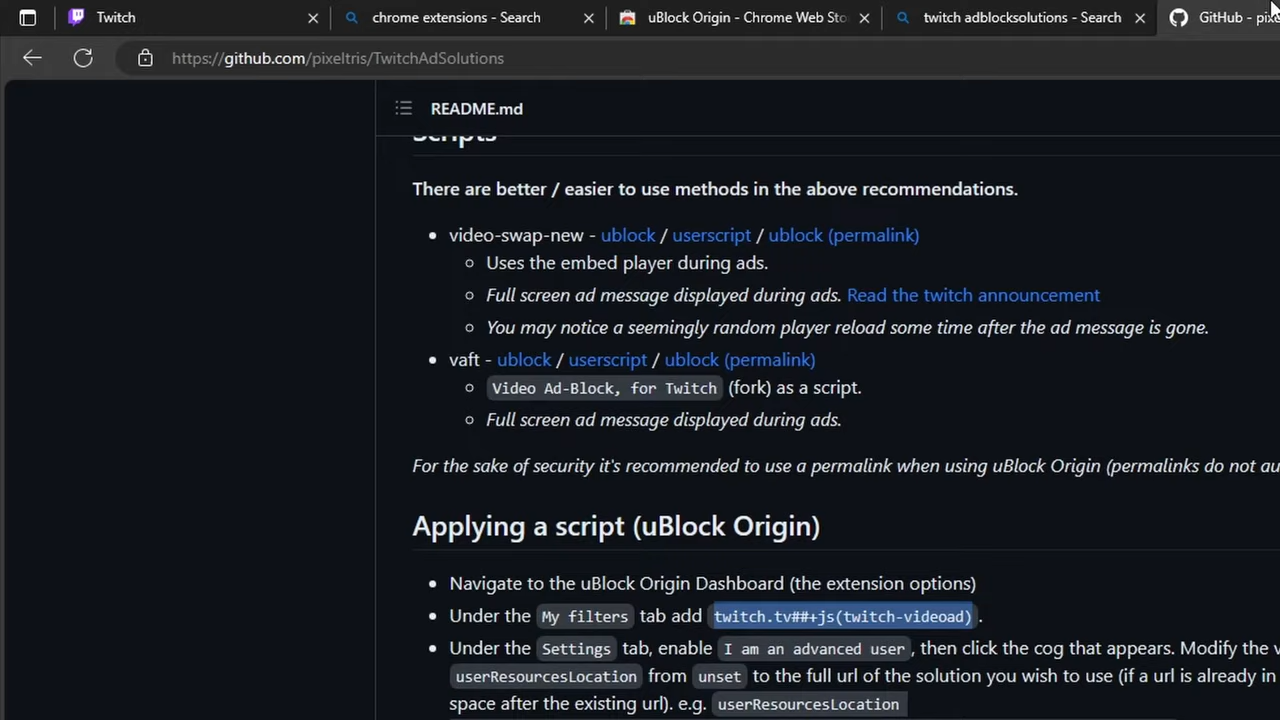 Twitch
chrome extensions - Search
uBlock Origin - Chrome Web Sto
twitch adblocksolutions - Search
GitHub - pixe
https://github.com/pixeltris/TwitchAdSolutions
README.md
Scripts
There are better / easier to use methods in the above recommendations.
video-swap-new - ublock / userscript / ublock (permalink)
Uses the embed player during ads.
Full screen ad message displayed during ads. Read the twitch announcement
You may notice a seemingly random player reload some time after the ad message is gone.
vaft - ublock / userscript / ublock (permalink)
Video Ad-Block, for Twitch (fork) as a script.
Full screen ad message displayed during ads.
For the sake of security it's recommended to use a permalink when using uBlock Origin (permalinks do not au
Applying a script (uBlock Origin)
Navigate to the uBlock Origin Dashboard (the extension options)
Under the My filters tab add twitch.tv##+js(twitch-videoad).
Under the Settings tab, enable I am an advanced user, then click the cog that appears. Modify the v
userResourcesLocation from unset to the full url of the solution you wish to use (if a url is already in
space after the existing url). e.g. userResourcesLocation